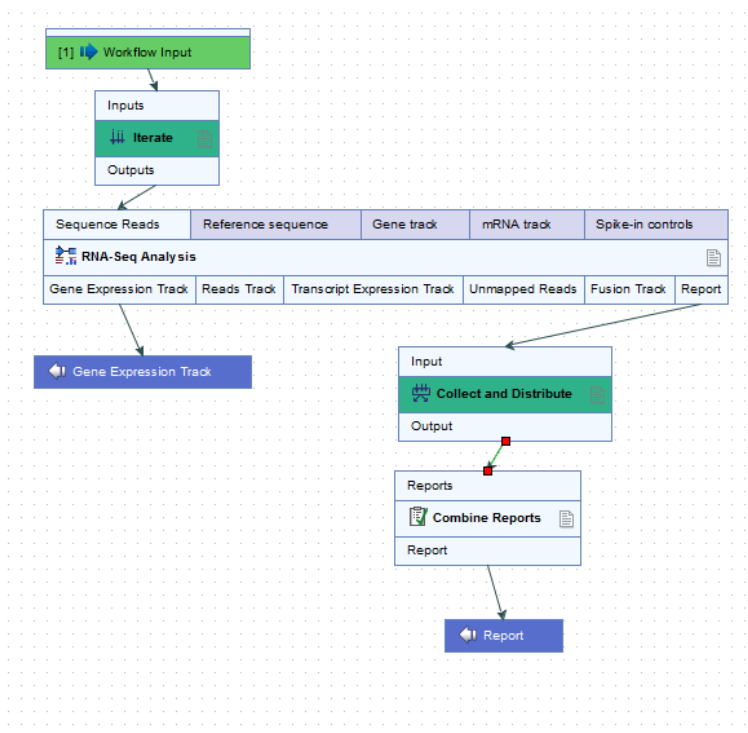 [1] Workflow Input
Inputs
Iterate
Outputs
Sequence Reads Reference sequence Gene track mRNA track Spike-in controls
RNA-Seq Analysis
Gene Expression Track Reads Track Transcript Expression Track Unmapped Reads Fusion Track Report
Gene Expression Track
Input
Collect and Distribute
Output
Reports
Combine Reports
Report
Report